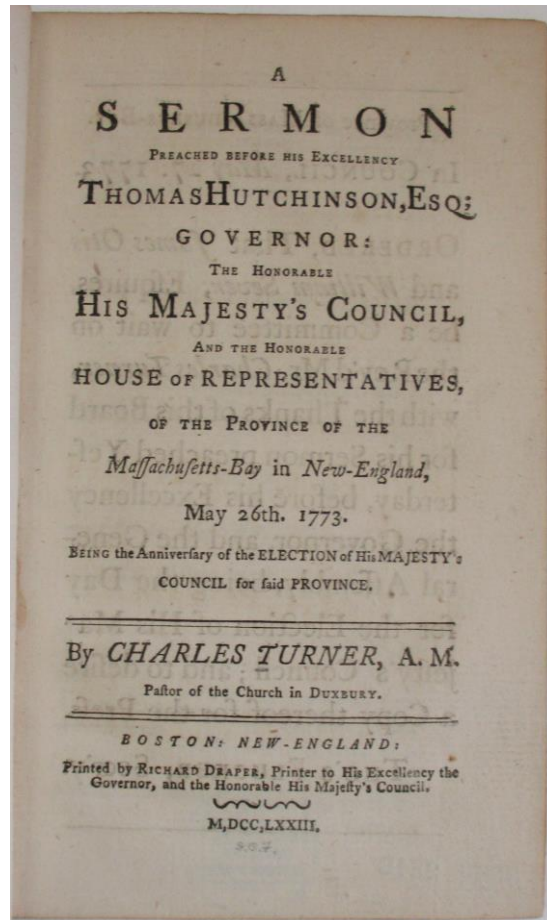 A
SERMON
PREACHED BEFORE HIS EXCELLENCY
THOMAS HUTCHINSON, ESQ;
GOVERNOR:
THE HONORABLE
HIS MAJESTY'S COUNCIL,
AND THE HONORABLE
HOUSE OF REPRESENTATIVES,
OF THE PROVINCE OF THE
Maſſachuſetts-Bay in New-England,
May 26th. 1773.
BEING the Anniverſary of the ELECTION of His MAJESTY's
COUNCIL for ſaid PROVINCE.
By CHARLES TURNER, A. M.
Paſtor of the Church in DUXBURY.
BOSTON: NEW-ENGLAND:
Printed by RICHARD DRAPER, Printer to His Excellency the
Governor, and the Honorable His Majeſty's Council.
M,DCC,LXXIII.